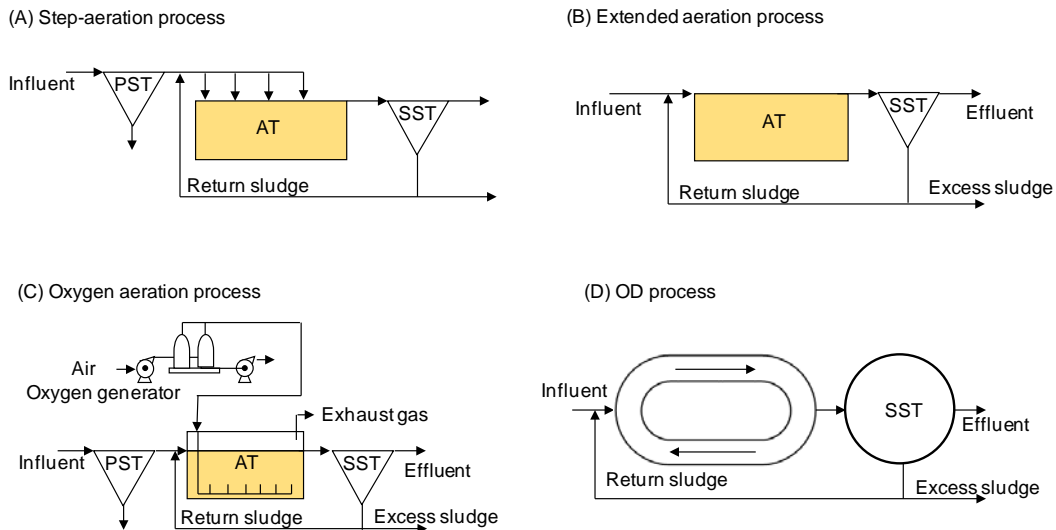 (A) Step-aeration process
Influent
PST
AT
SST
Return sludge
(B) Extended aeration process
Influent
AT
SST
Effluent
Return sludge
Excess sludge
(C) Oxygen aeration process
Air
Oxygen generator
Exhaust gas
Influent
PST
AT
SST
Effluent
Return sludge
Excess sludge
(D) OD process
Influent
SST
Effluent
Return sludge
Excess sludge